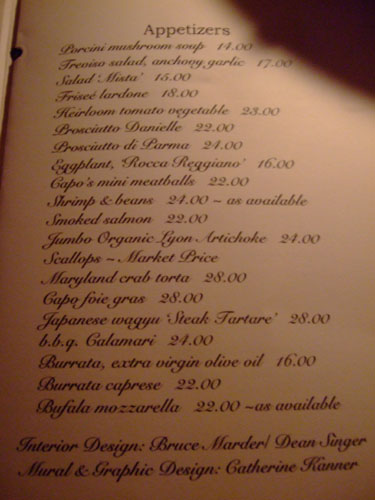 Appetizers
Porcini mushroom soup 14.00
Treviso salad, anchovy garlic 17.00
Salad 'Mista' 15.00
Friseé lardone 18.00
Heirloom tomato vegetable 23.00
Prosciutto Danielle 22.00
Prosciutto di Parma 24.00
Eggplant, 'Rocca Reggiano' 16.00
Capo's mini meatballs 22.00
Shrimp & beans 24.00 ~ as available
Smoked salmon 22.00
Jumbo Organic Lyon Artichoke 24.00
Scallops ~ Market Price
Maryland crab torta 28.00
Capo foie gras 28.00
Japanese wagyu 'Steak Tartare' 28.00
b.b.q. Calamari 24.00
Burrata, extra virgin olive oil 16.00
Burrata caprese 22.00
Bufala mozzarella 22.00 ~as available
Interior Design: Bruce Marder/ Dean Singer
Mural & Graphic Design: Catherine Kanner